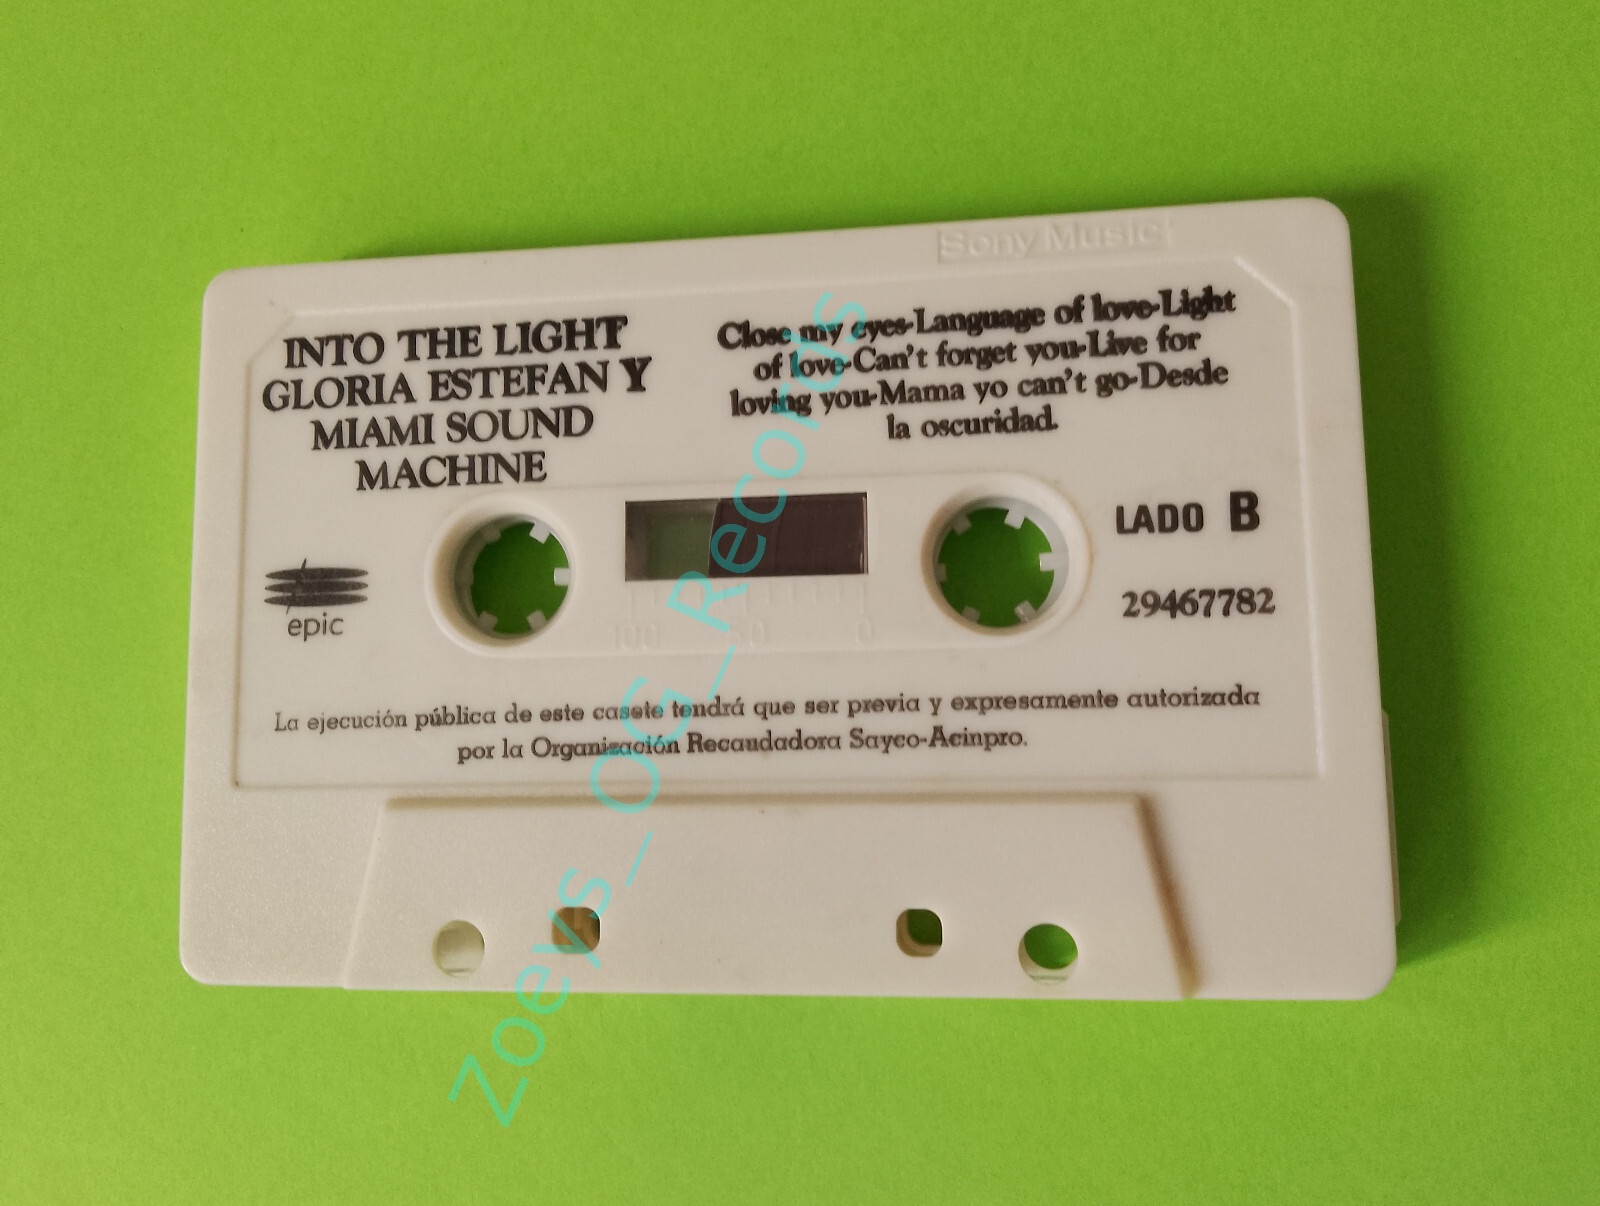 Sony Music
INTO THE LIGHT
GLORIA ESTEFAN Y
MIAMI SOUND
MACHINE
Close my eyes-Language of love-Light
of love-Can't forget you-Live for
loving you-Mama yo can't go-Desde
la oscuridad.
LADO B
29467782
epic
100 50 0
La ejecución pública de este casete tendrá que ser previa y expresamente autorizada
por la Organización Recaudadora Sayco-Acinpro.
Zoeys_OG_Records